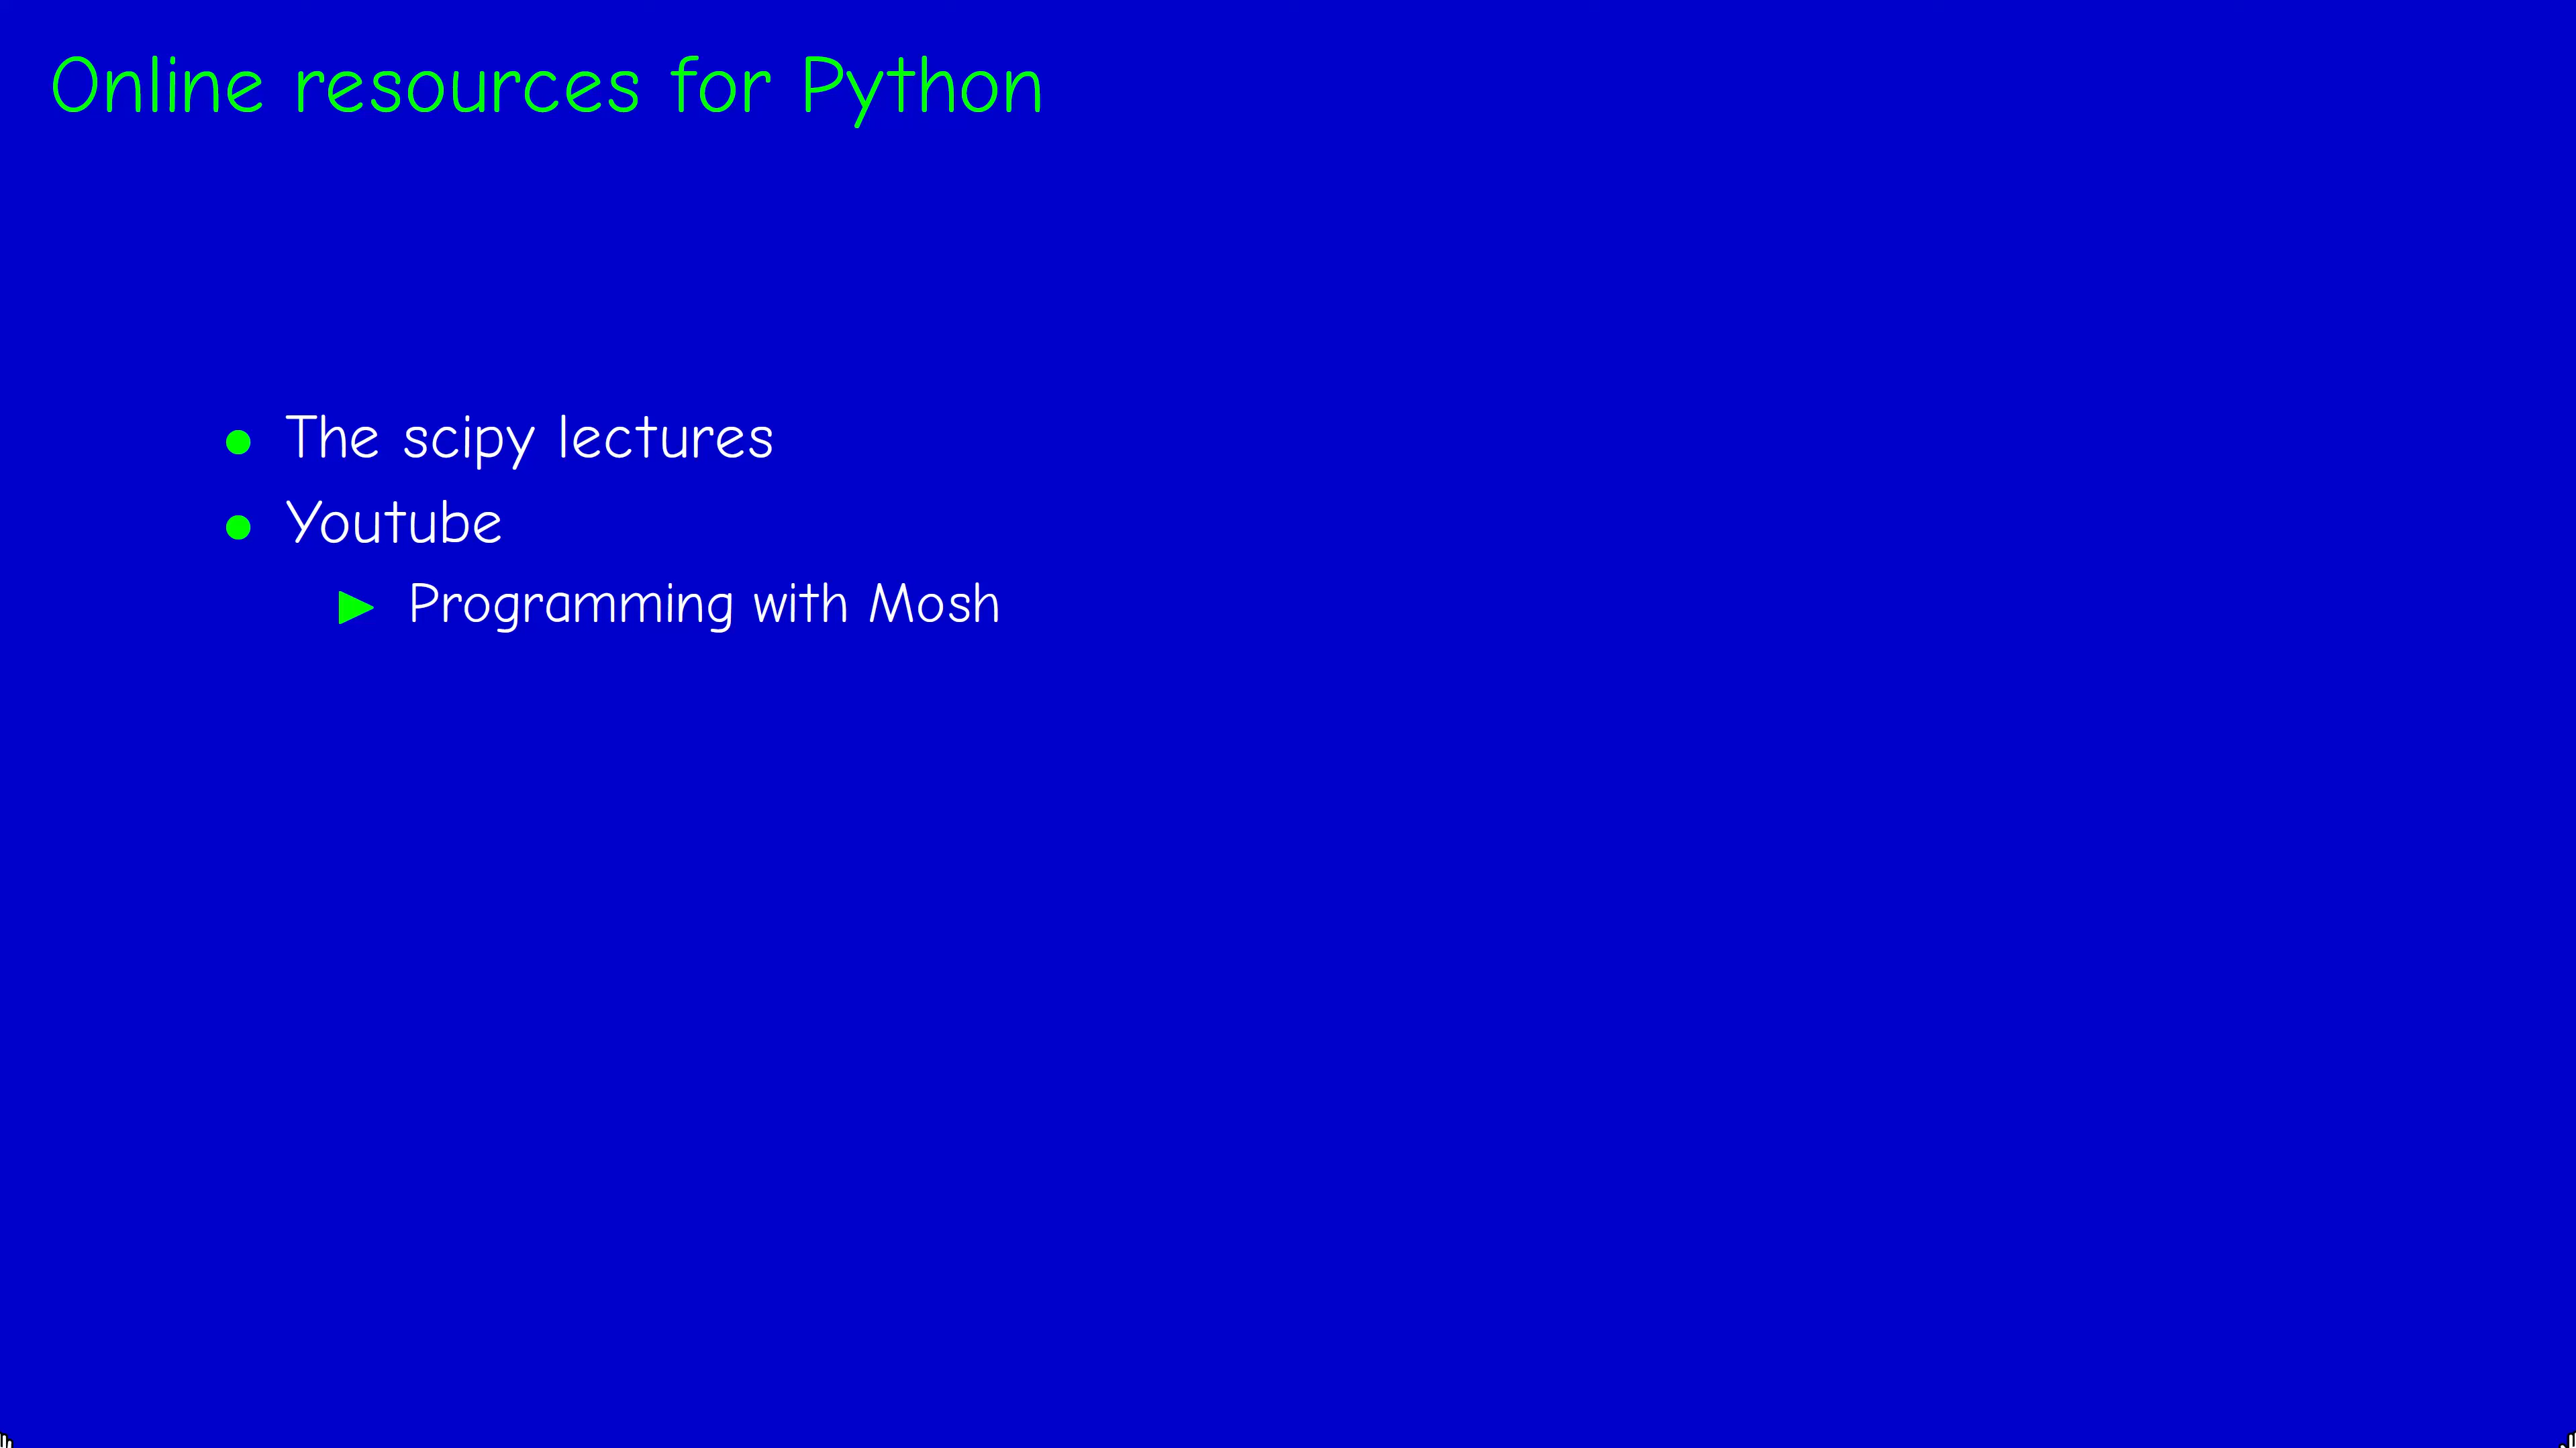 Online resources for Python
The scipy lectures
Youtube
Programming with Mosh